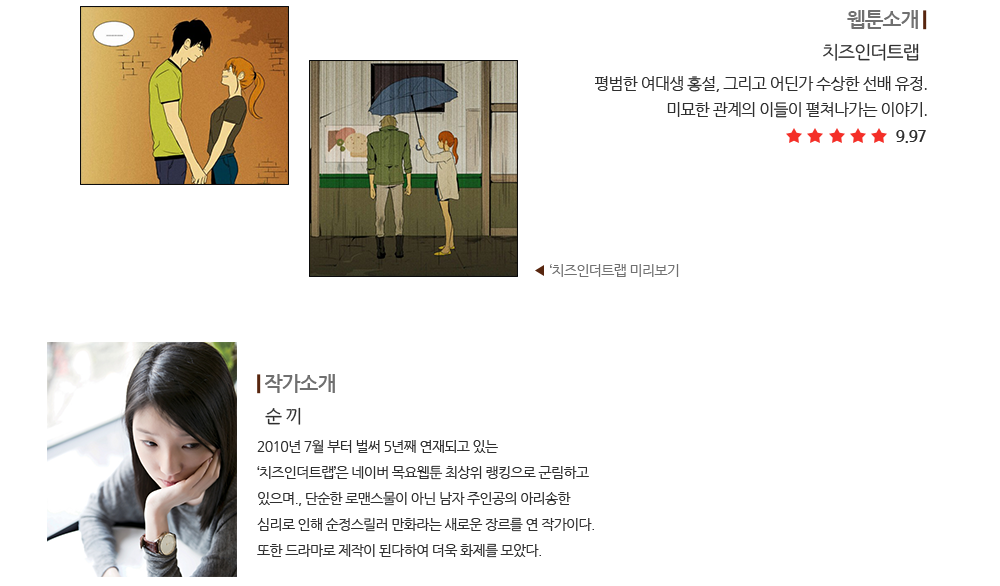 웹툰소개
치즈인더트랩
평범한 여대생 홍설, 그리고 어딘가 수상한 선배 유정.
미묘한 관계의 이들이 펼쳐나가는 이야기.
9.97
‘치즈인더트랩 미리보기
작가소개
순 끼
2010년 7월 부터 벌써 5년째 연재되고 있는
‘치즈인더트랩’은 네이버 목요웹툰 최상위 랭킹으로 군림하고
있으며., 단순한 로맨스물이 아닌 남자 주인공의 아리송한
심리로 인해 순정스릴러 만화라는 새로운 장르를 연 작가이다.
또한 드라마로 제작이 된다하여 더욱 화제를 모았다.